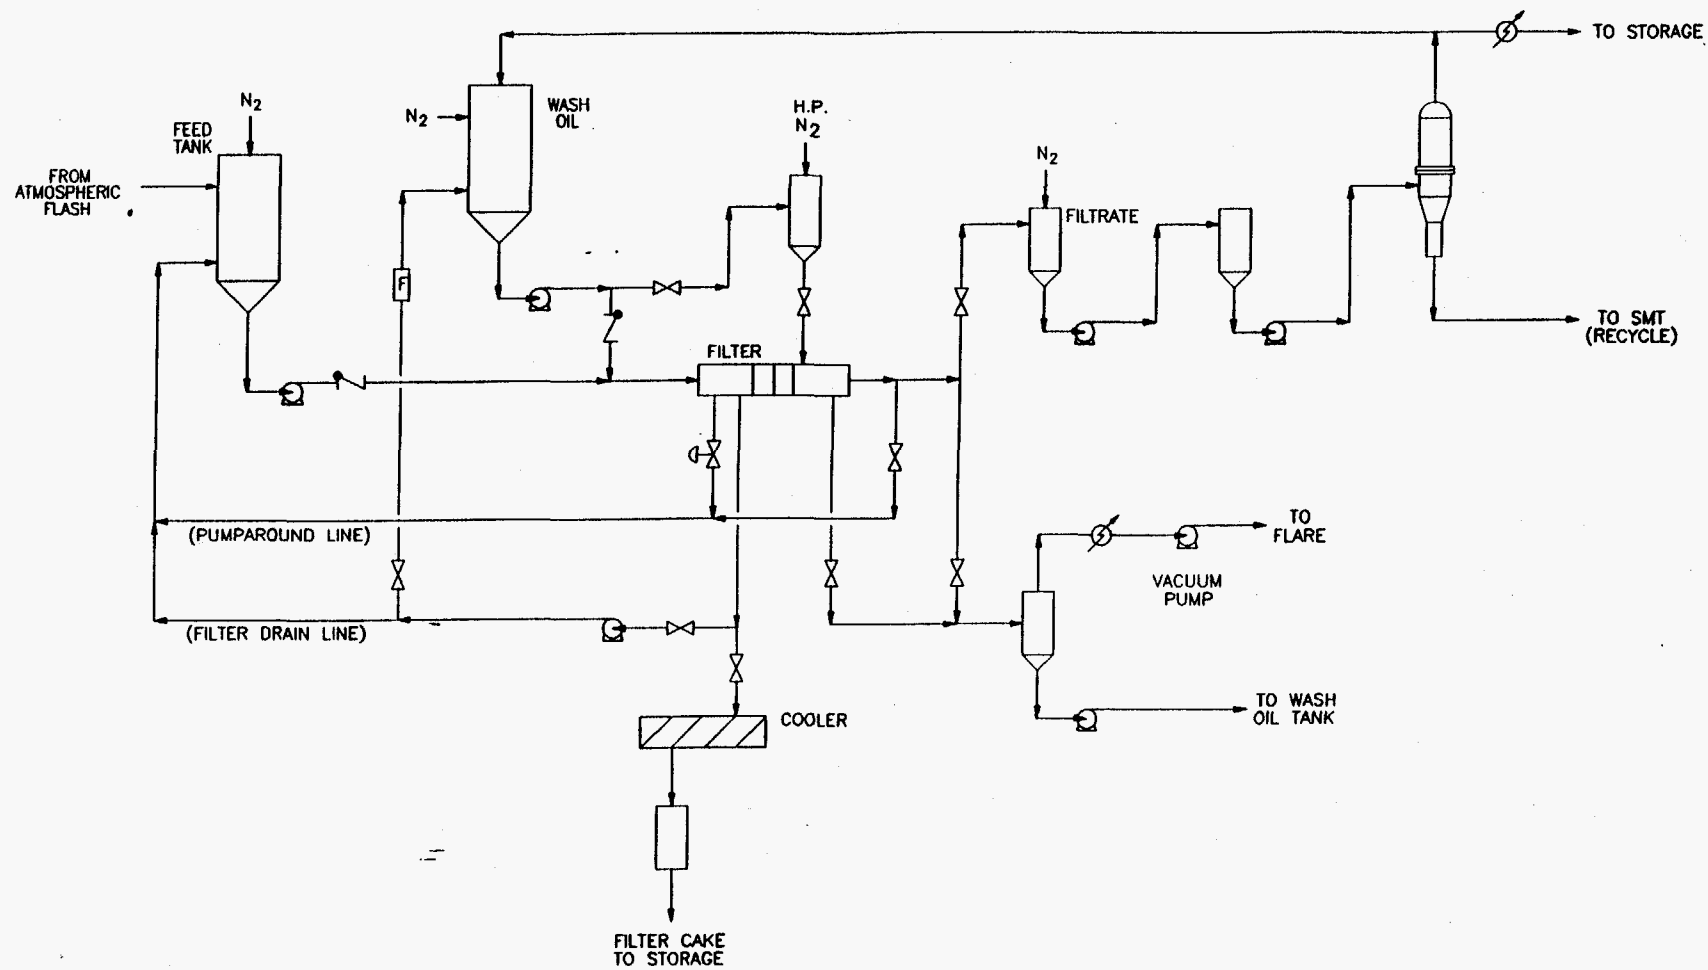 TO STORAGE
N2
FEED
TANK
FROM
ATMOSPHERIC
FLASH
N2
WASH
OIL
H.P.
N2
N2
FILTRATE
F
TO SMT
(RECYCLE)
FILTER
(PUMPAROUND LINE)
(FILTER DRAIN LINE)
TO
FLARE
VACUUM
PUMP
TO WASH
OIL TANK
COOLER
FILTER CAKE
TO STORAGE